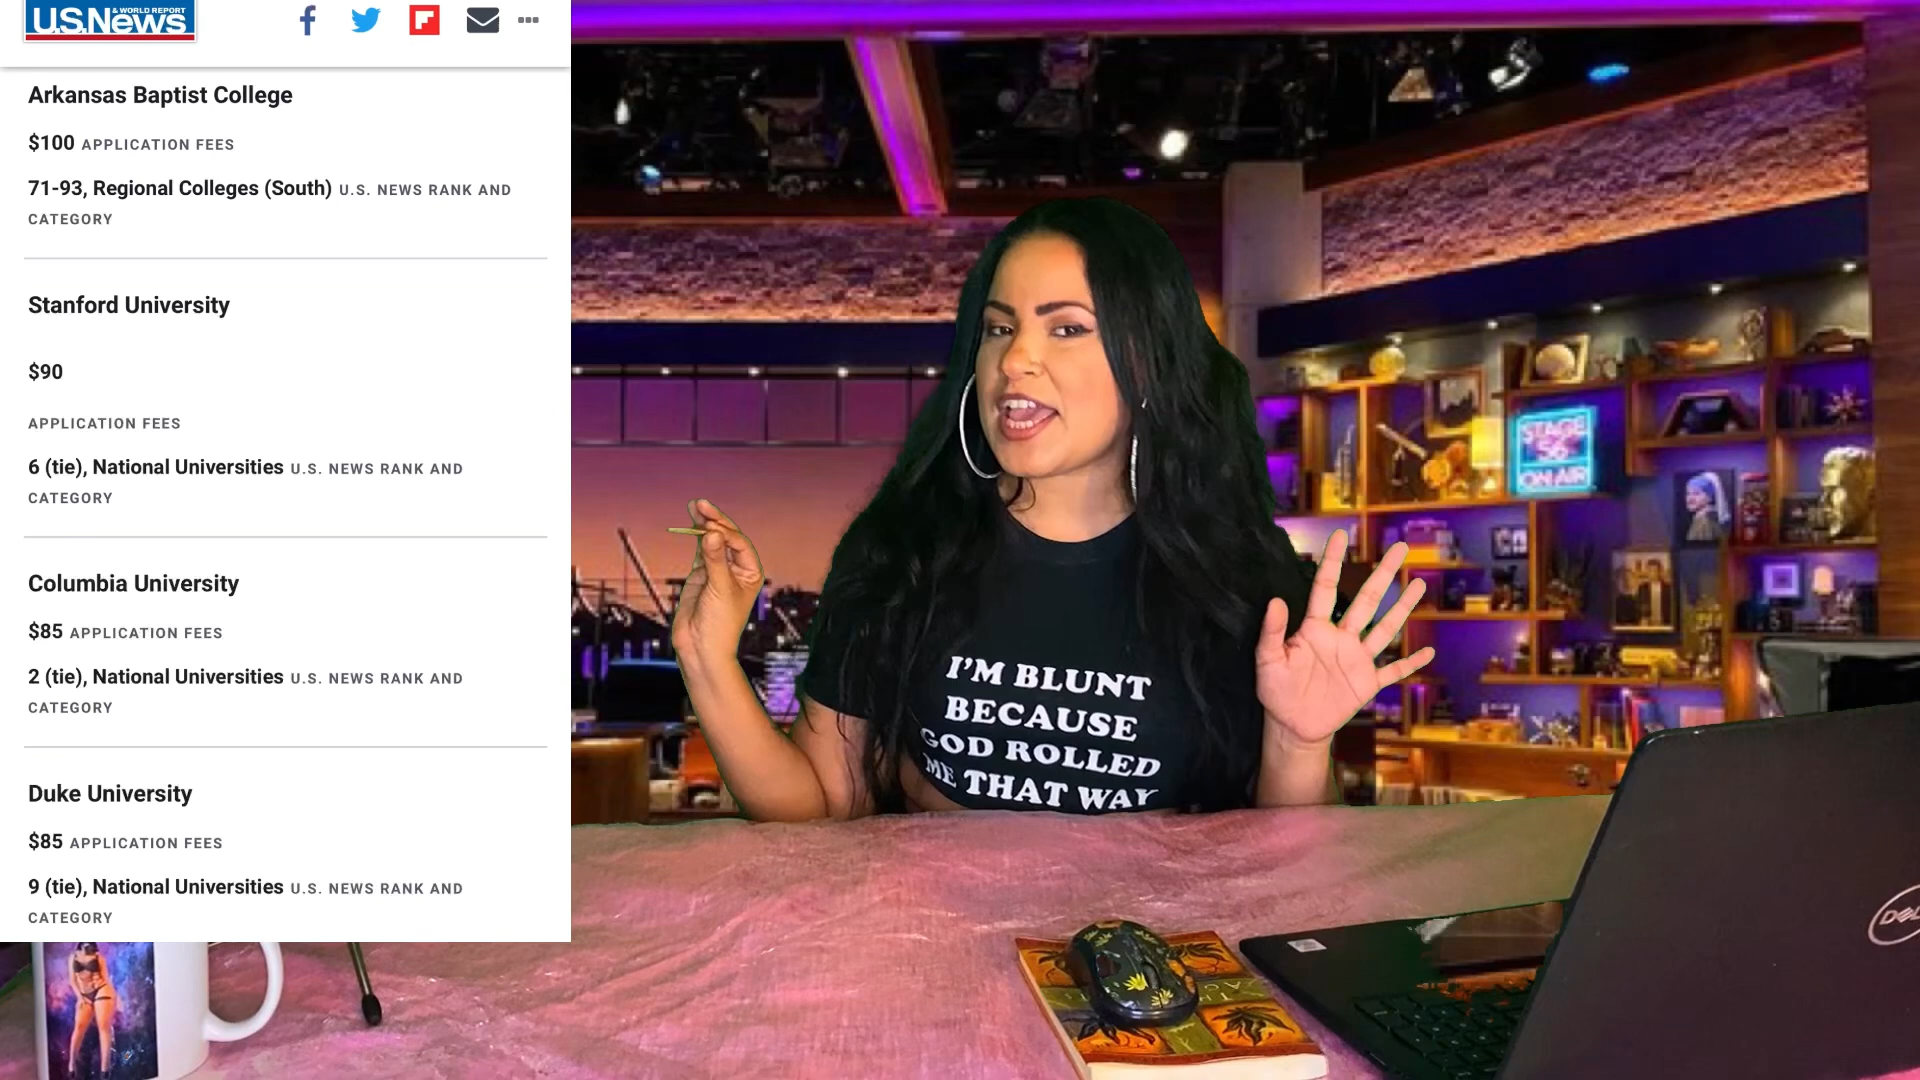 & WORLD REPORT
U.S.News
Arkansas Baptist College
$100 APPLICATION FEES
71-93, Regional Colleges (South) U.S. NEWS RANK AND
CATEGORY
Stanford University
$90
APPLICATION FEES
6 (tie), National Universities U.S. NEWS RANK AND
CATEGORY
Columbia University
$85 APPLICATION FEES
2 (tie), National Universities U.S. NEWS RANK AND
CATEGORY
Duke University
$85 APPLICATION FEES
9 (tie), National Universities U.S. NEWS RANK AND
CATEGORY
STAGE
56
ON AIR
I'M BLUNT
BECAUSE
GOD ROLLED
ME THAT WAY